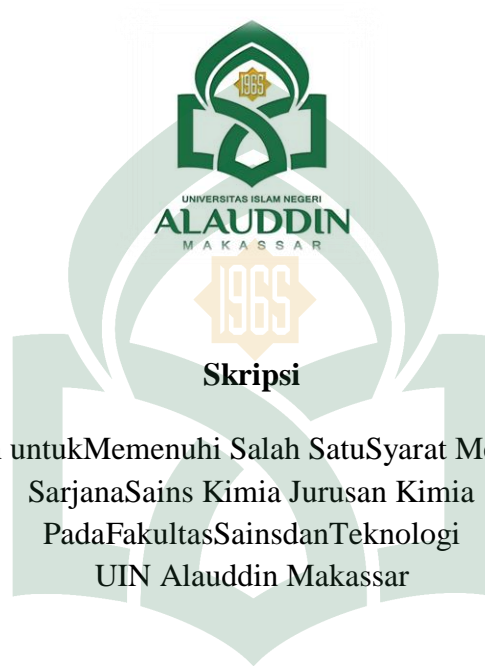 1965
UNIVERSITAS ISLAM NEGERI
ALAUDDIN
MAKASSAR
1965
Skripsi
untukMemenuhi Salah SatuSyarat
SarjanaSains Kimia Jurusan Kimia
PadaFakultasSainsdanTeknologi
UIN Alauddin Makassar